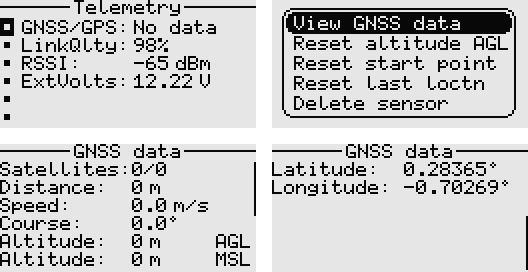 Telemetry
GNSS/GPS: No data
LinkQlty: 98%
RSSI: -65 dBm
ExtVolts: 12.22 V
View GNSS data
Reset altitude AGL
Reset start point
Reset last loctn
Delete sensor
GNSS data
Satellites: 0/0
Distance: 0 m
Speed: 0.0 m/s
Course: 0.0°
Altitude: 0 m AGL
Altitude: 0 m MSL
GNSS data
Latitude: 0.28365°
Longitude: -0.70269°